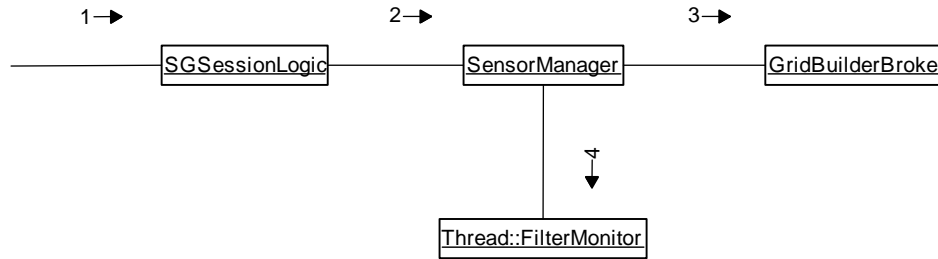 1 2 3
SGSessionLogic SensorManager GridBuilderBroke
4
Thread::FilterMonitor